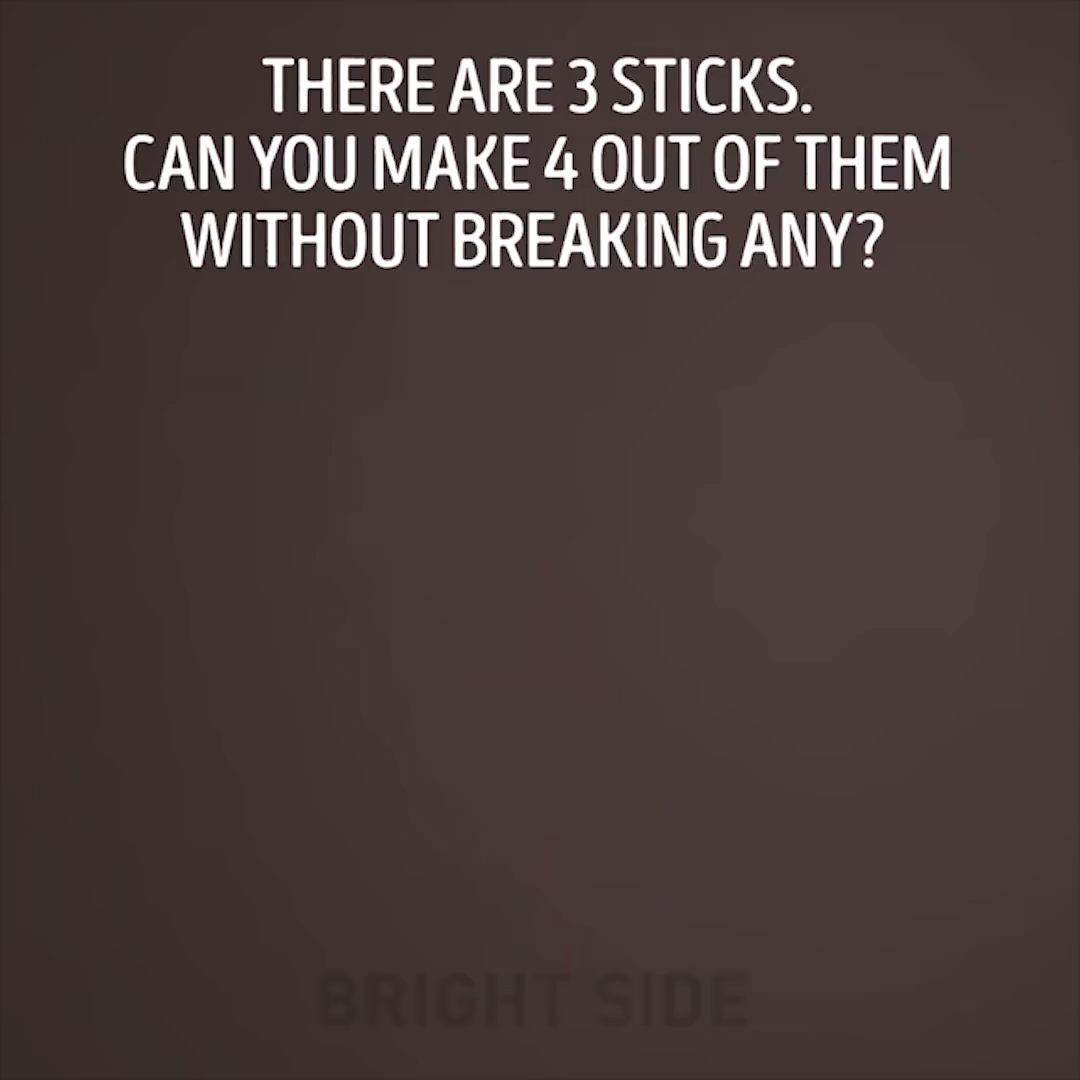 THERE ARE 3 STICKS.
CAN YOU MAKE 4 OUT OF THEM
WITHOUT BREAKING ANY?
BRIGHT SIDE